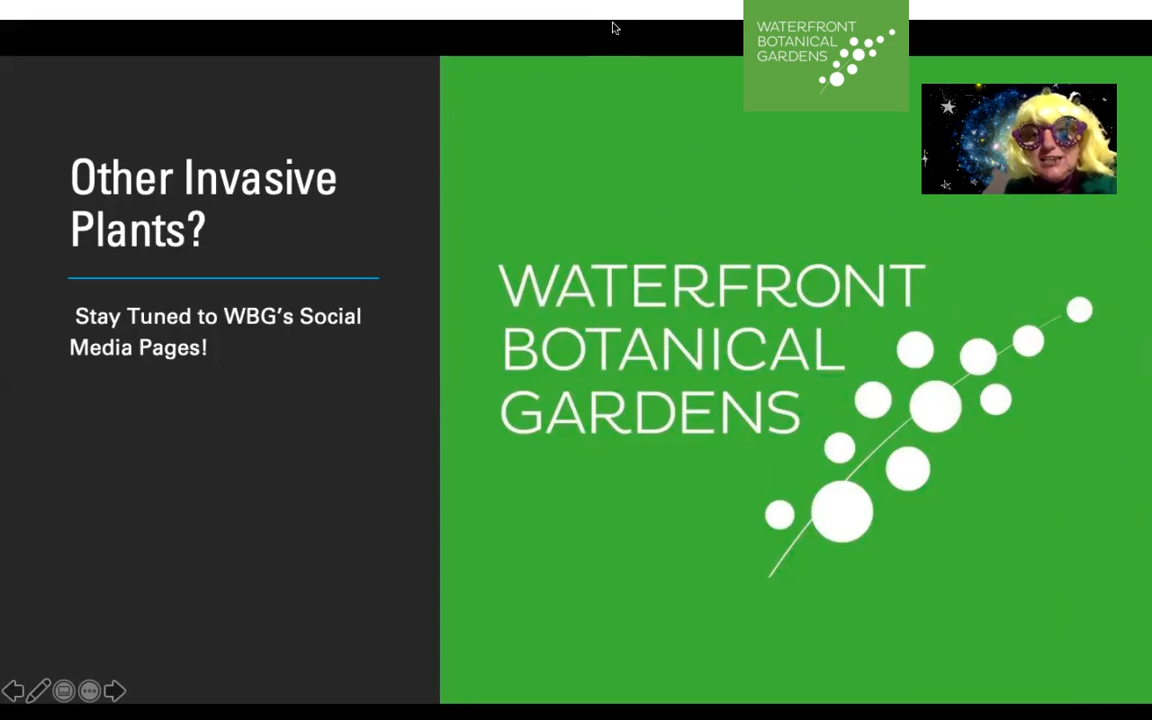 WATERFRONT
BOTANICAL
GARDENS
Other Invasive
Plants?
Stay Tuned to WBG's Social
Media Pages!
WATERFRONT
BOTANICAL
GARDENS